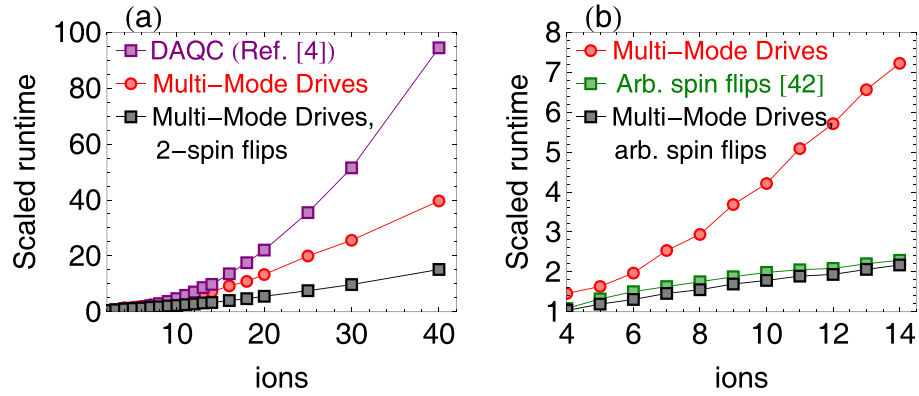 (a)
100
80
60
40
20
0
DAQC (Ref. [4])
Multi−Mode Drives
Multi−Mode Drives,
2−spin flips
Scaled runtime
10
20
30
40
ions
(b)
8
7
6
5
4
3
2
1
Multi−Mode Drives
Arb. spin flips [42]
Multi−Mode Drives,
arb. spin flips
Scaled runtime
4
6
8
10
12
14
ions